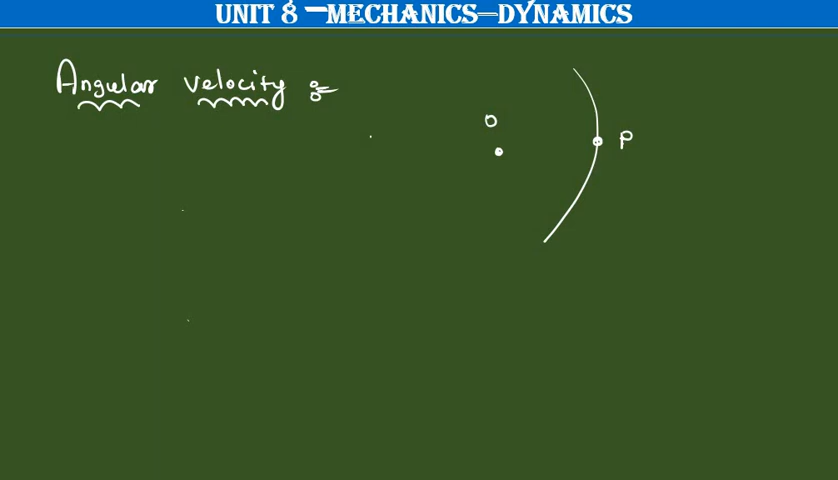 UNIT 8 –MECHANICS–DYNAMICS
Angular velocity :-
O
P